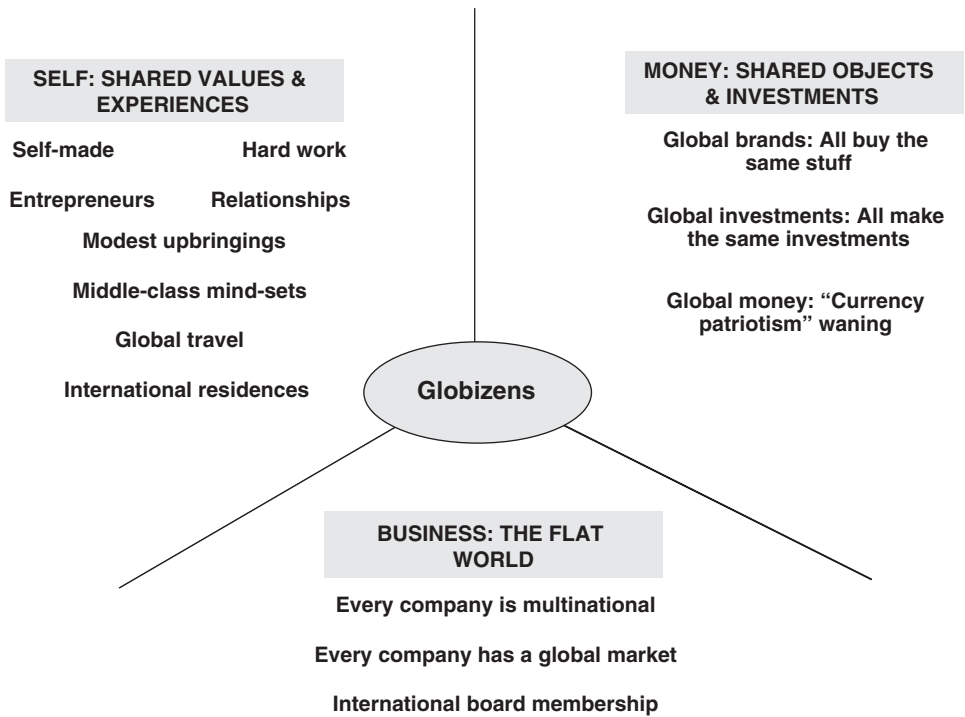 SELF: SHARED VALUES &
EXPERIENCES
Self-made Hard work
Entrepreneurs Relationships
Modest upbringings
Middle-class mind-sets
Global travel
International residences
MONEY: SHARED OBJECTS
& INVESTMENTS
Global brands: All buy the
same stuff
Global investments: All make
the same investments
Global money: “Currency
patriotism” waning
Globizens
BUSINESS: THE FLAT
WORLD
Every company is multinational
Every company has a global market
International board membership